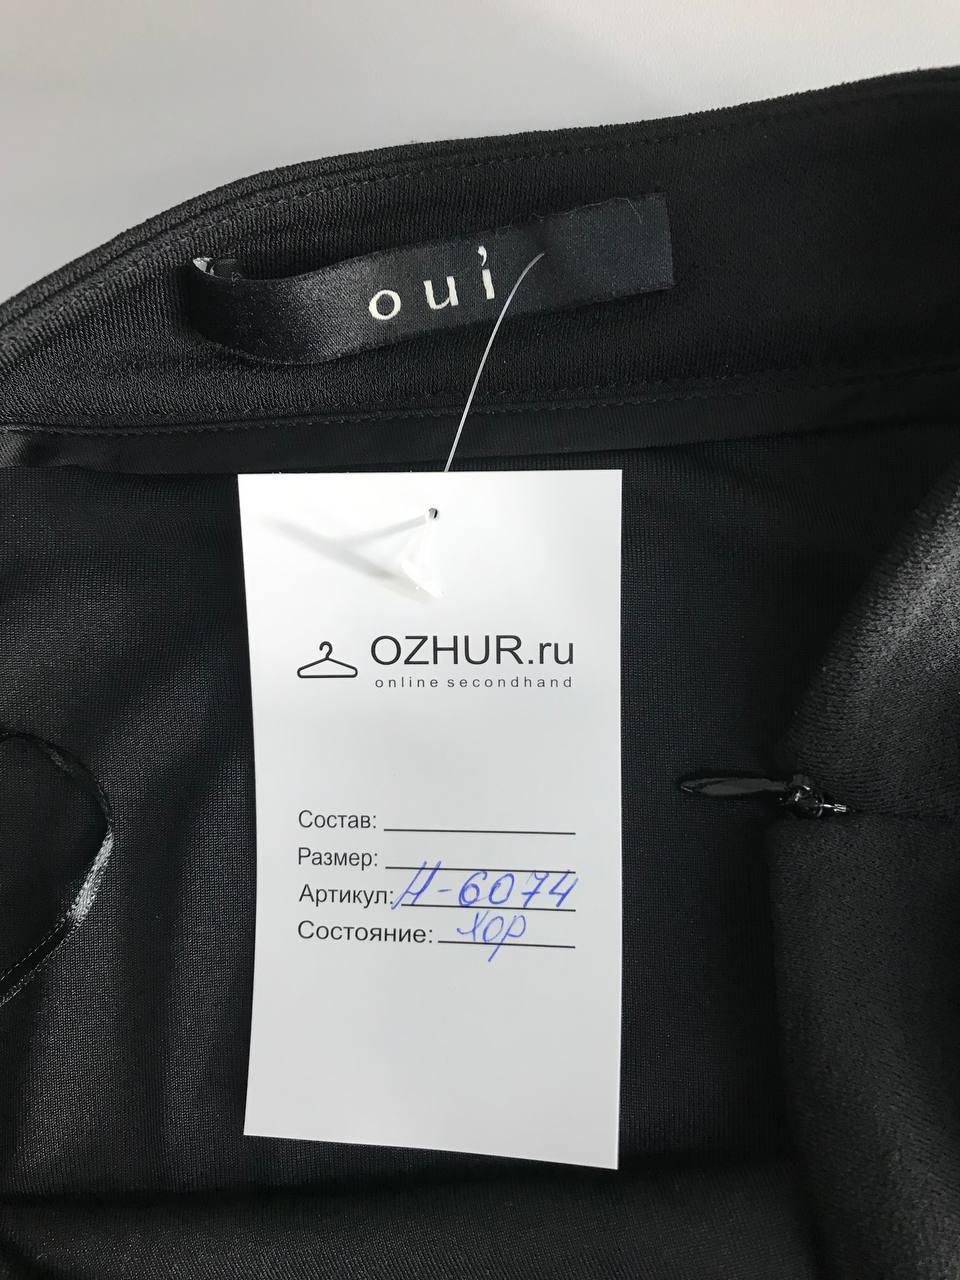 oui
OZHUR.ru
online secondhand
Состав:
Размер:
Артикул: Н-6074
Состояние: хор